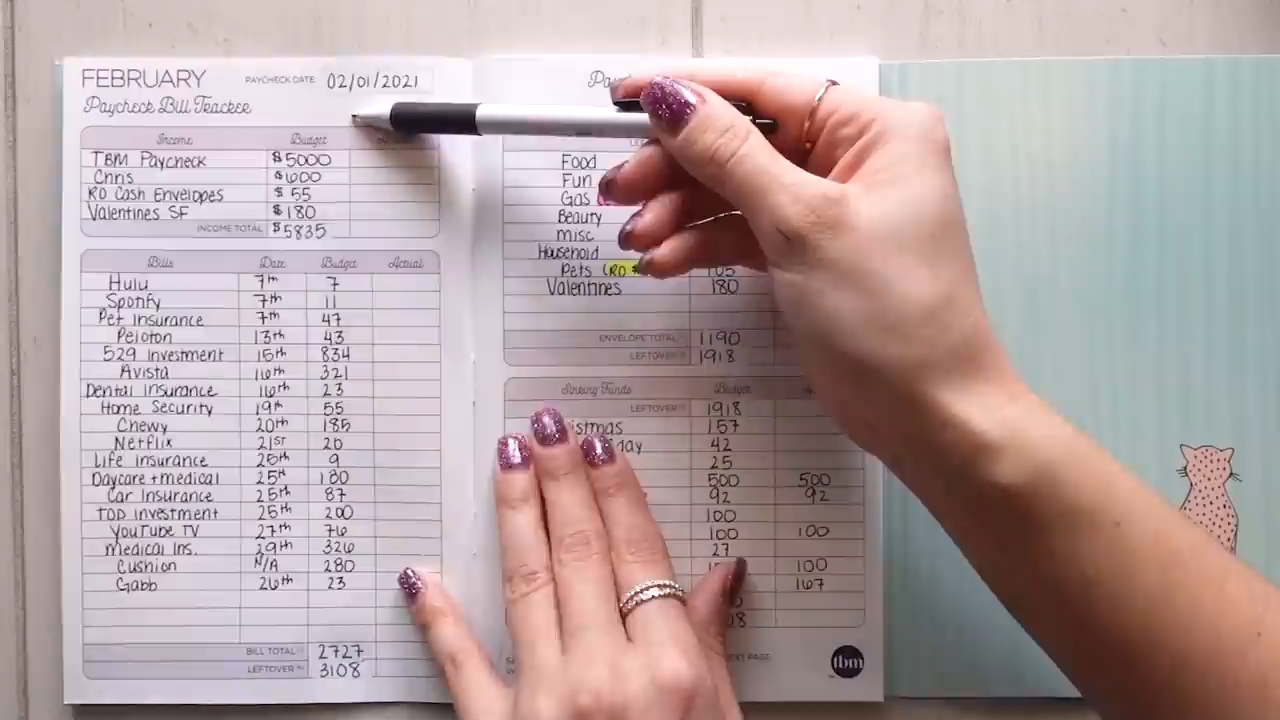 FEBRUARY PAYCHECK DATE: 02/01/2021
Paycheck Bill Tracker
Income Budget
TBM Paycheck $5000
Chris $600
RO Cash Envelopes $55
Valentines SF $180
INCOME TOTAL $5835
Bills Date Budget Actual
Hulu 7th 7
Spotify 7th 11
Pet Insurance 7th 47
Peloton 13th 43
529 Investment 15th 834
Avista 16th 321
Dental Insurance 16th 23
Home Security 19th 55
Chewy 20th 185
Netflix 21st 20
Life Insurance 25th 9
Daycare + medical 25th 180
Car Insurance 25th 87
TOD Investment 25th 200
YouTube TV 27th 76
Medical Ins. 29th 326
Cushion N/A 280
Gabb 26th 23
BILL TOTAL 2727
LEFTOVER 3108
Food
Fun
Gas
Beauty
misc
Household
Pets (RO 105
Valentines 180
ENVELOPE TOTAL 1190
LEFTOVER 1918
Sinking Funds Budget
LEFTOVER 1918
157
42
25
500 500
92 92
100
100 100
27
100
167
tbm